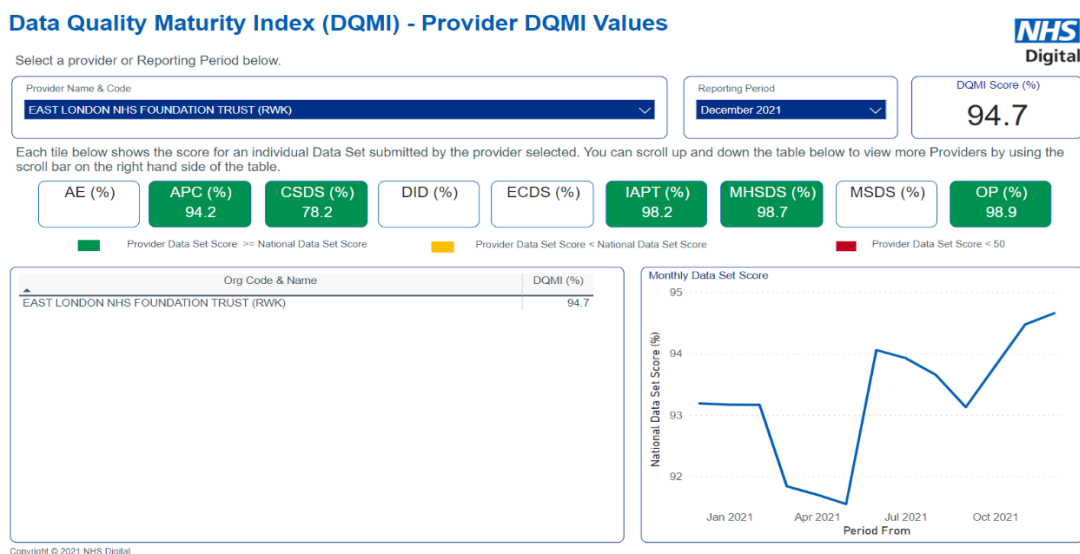 Data Quality Maturity Index (DQMI) - Provider DQMI Values
NHS
Digital
Select a provider or Reporting Period below.
Provider Name & Code
EAST LONDON NHS FOUNDATION TRUST (RWK)
Reporting Period
December 2021
DQMI Score (%)
94.7
Each tile below shows the score for an individual Data Set submitted by the provider selected. You can scroll up and down the table below to view more Providers by using the
scroll bar on the right hand side of the table.
AE (%)
APC (%)
94.2
CSDS (%)
78.2
DID (%)
ECDS (%)
IAPT (%)
98.2
MHSDS (%)
98.7
MSDS (%)
OP (%)
98.9
Provider Data Set Score >= National Data Set Score
Provider Data Set Score < National Data Set Score
Provider Data Set Score < 50
Org Code & Name DQMI (%)
EAST LONDON NHS FOUNDATION TRUST (RWK) 94.7
Monthly Data Set Score
National Data Set Score (%)
95
94
93
92
Jan 2021 Apr 2021 Jul 2021 Oct 2021
Period From
Copyright © 2021 NHS Digital